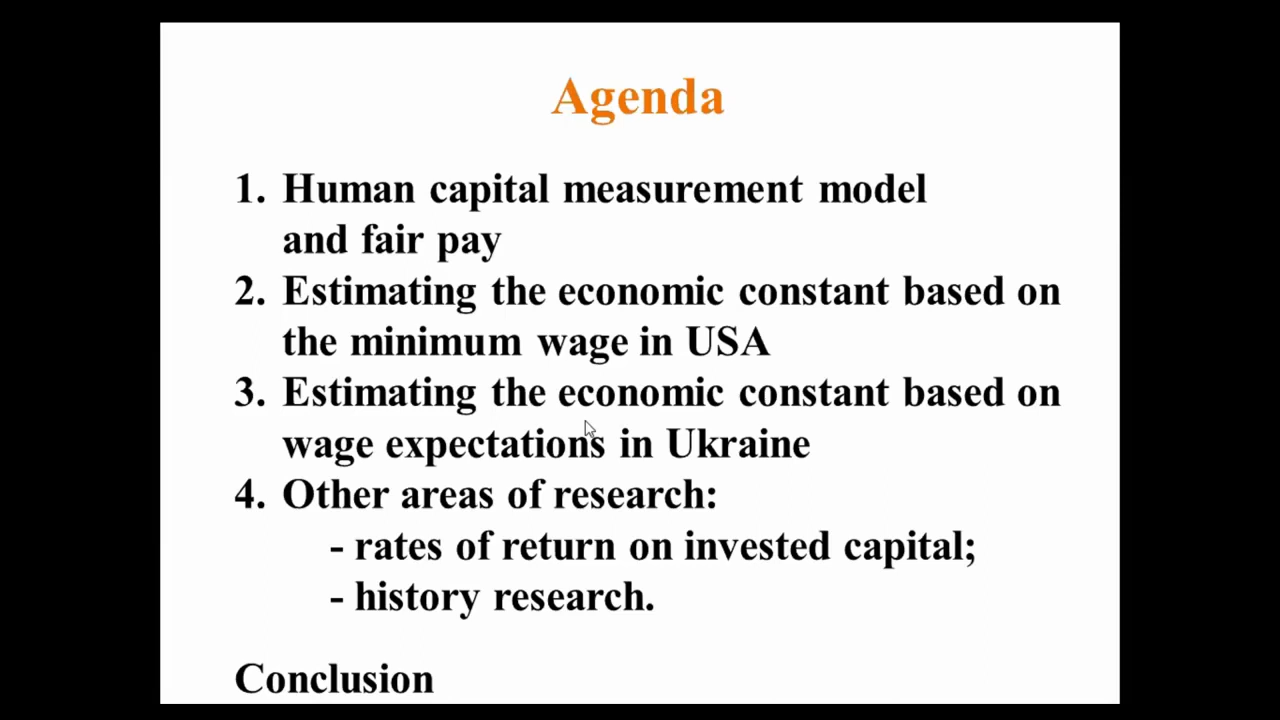 Agenda
1. Human capital measurement model
and fair pay
2. Estimating the economic constant based on
the minimum wage in USA
3. Estimating the economic constant based on
wage expectations in Ukraine
4. Other areas of research:
- rates of return on invested capital;
- history research.
Conclusion